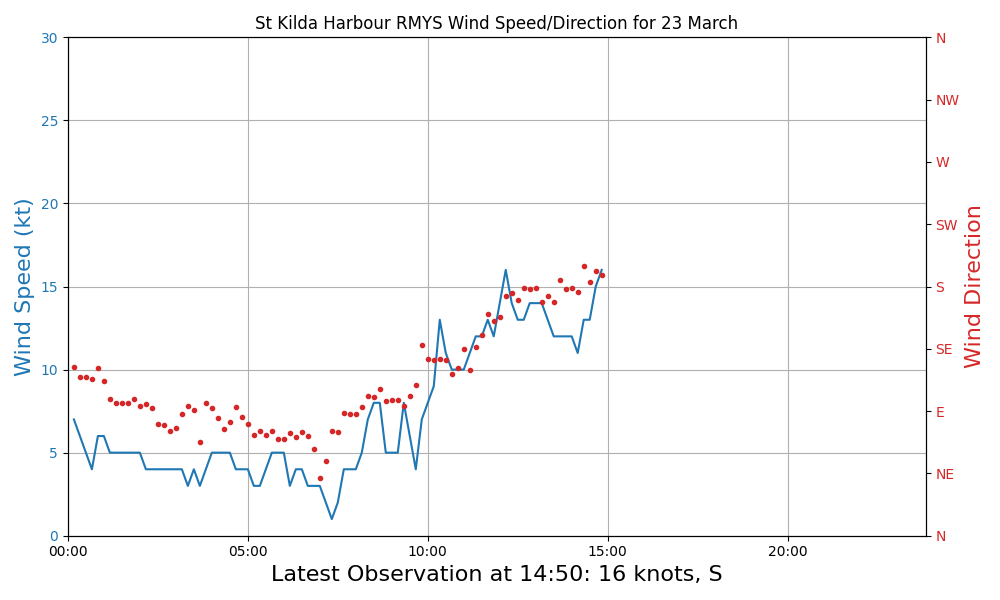 St Kilda Harbour RMYS Wind Speed/Direction for 23 March
30
25
20
15
10
5
0
Wind Speed (kt)
N
NW
W
SW
S
SE
E
NE
N
Wind Direction
00:00
05:00
10:00
15:00
20:00
Latest Observation at 14:50: 16 knots, S